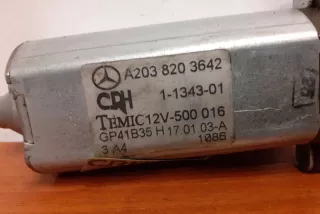 A203 820 3642
CDH 1-1343-01
TEMIC 12V-500 016
GP41B35 H 17 01 03-A
3 A4 1086